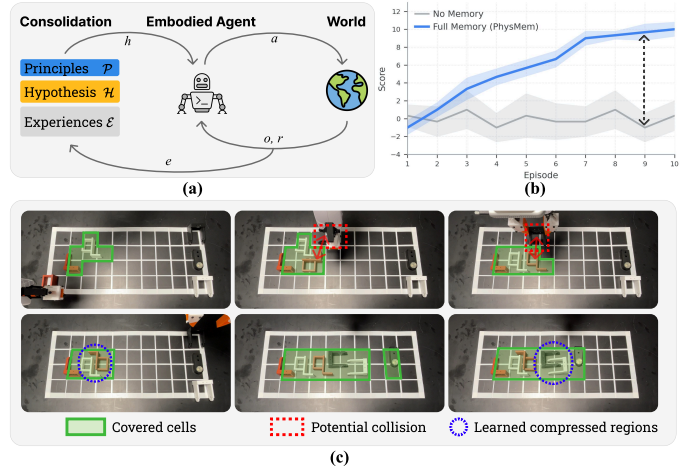 Consolidation
Embodied Agent
World
h
a
Principles 𝒫
Hypothesis ℋ
Experiences ℰ
>_
o, r
e
(a)
No Memory
Full Memory (PhysMem)
Score
12
10
8
6
4
2
0
−2
−4
1 2 3 4 5 6 7 8 9 10
Episode
(b)
Covered cells
Potential collision
Learned compressed regions
(c)